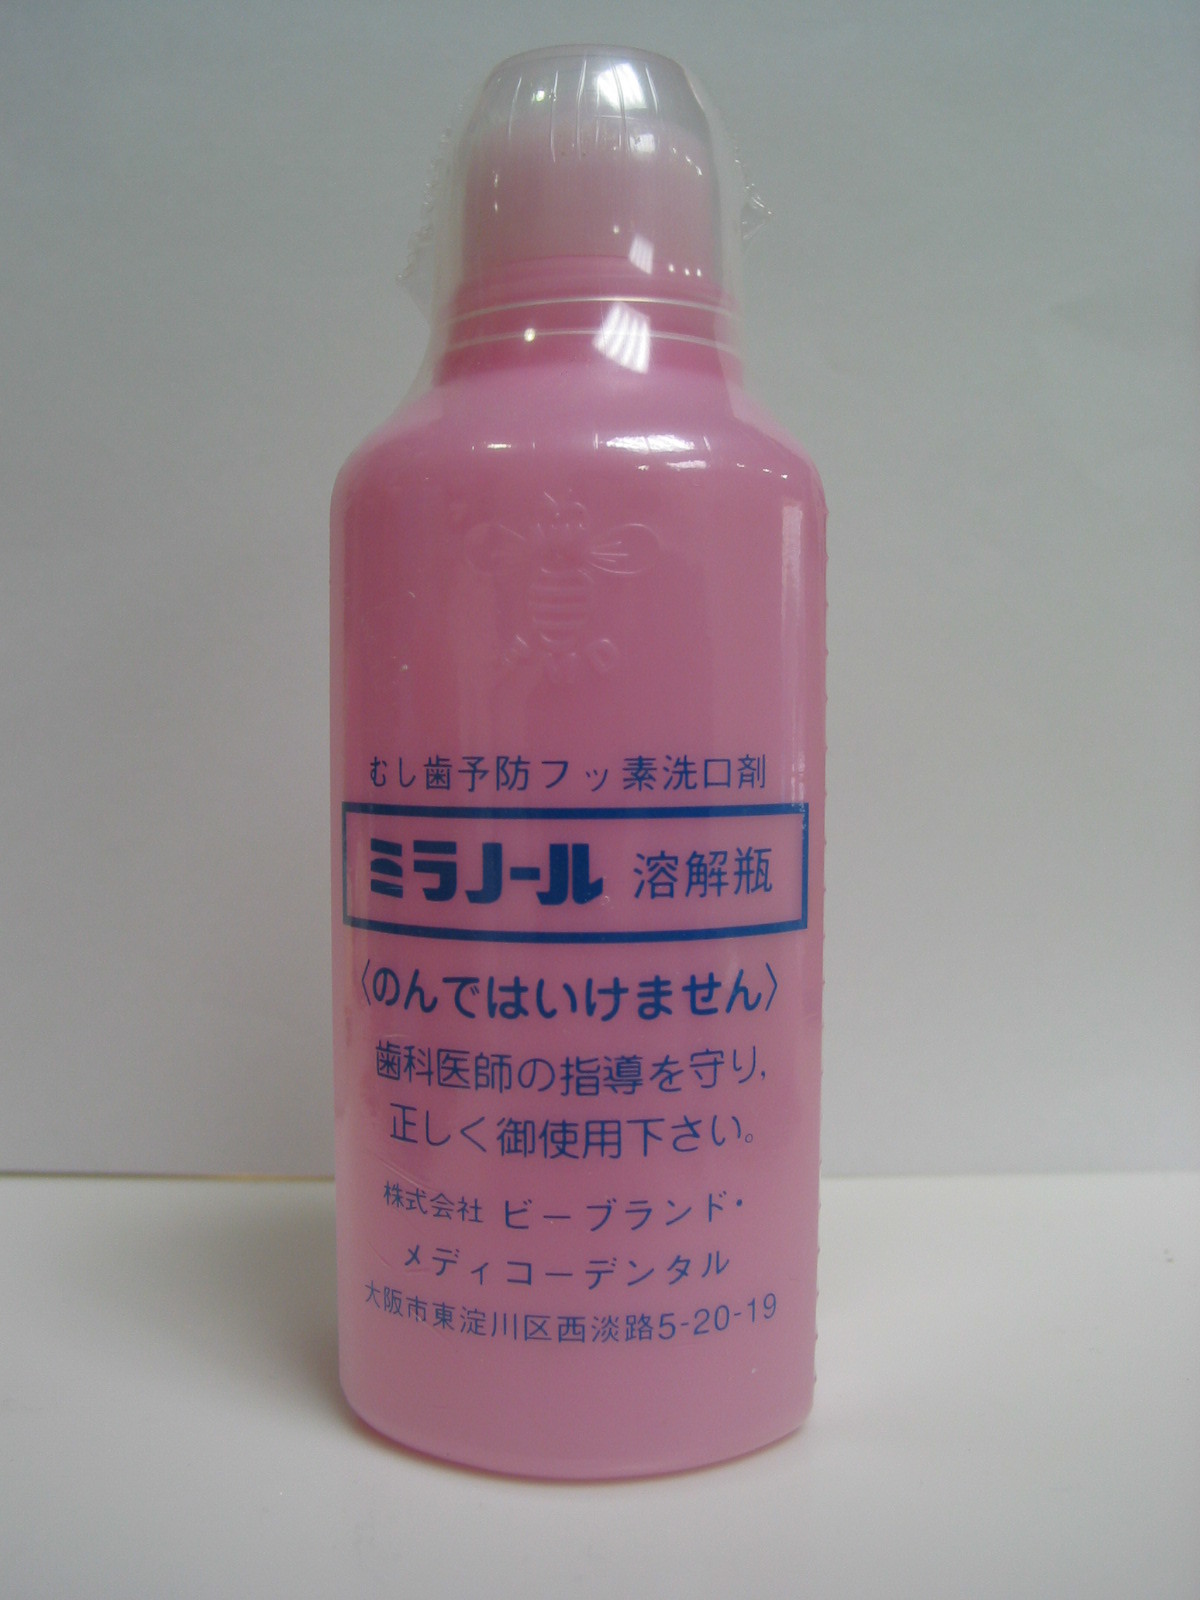 むし歯予防フッ素洗口剤
ミラノール 溶解瓶
〈のんではいけません〉
歯科医師の指導を守り,
正しく御使用下さい。
株式会社 ビーブランド・
メディコーデンタル
大阪市東淀川区西淡路5-20-19